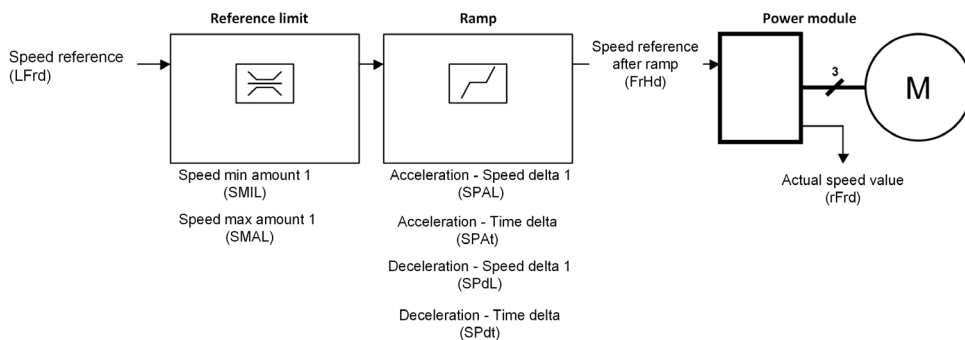 Reference limit
Ramp
Power module
Speed reference
(LFrd)
Speed reference
after ramp
(FrHd)
3
M
Speed min amount 1
(SMIL)
Speed max amount 1
(SMAL)
Acceleration - Speed delta 1
(SPAL)
Acceleration - Time delta
(SPAt)
Deceleration - Speed delta 1
(SPdL)
Deceleration - Time delta
(SPdt)
Actual speed value
(rFrd)